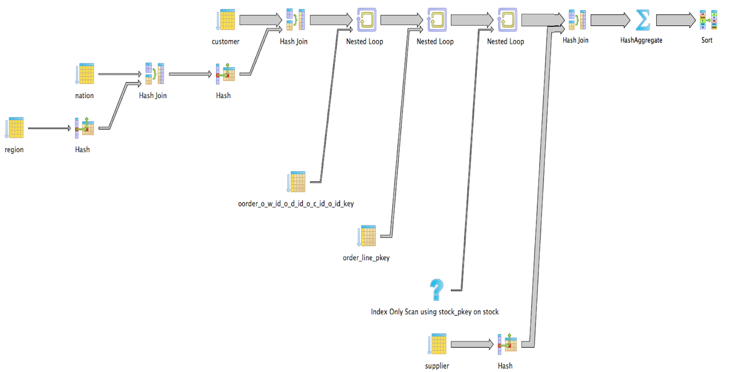 customer
Hash Join
Nested Loop
Nested Loop
Nested Loop
Hash Join
HashAggregate
Sort
nation
Hash Join
Hash
region
Hash
oorder_o_w_id_o_d_id_o_c_id_o_id_key
order_line_pkey
Index Only Scan using stock_pkey on stock
supplier
Hash